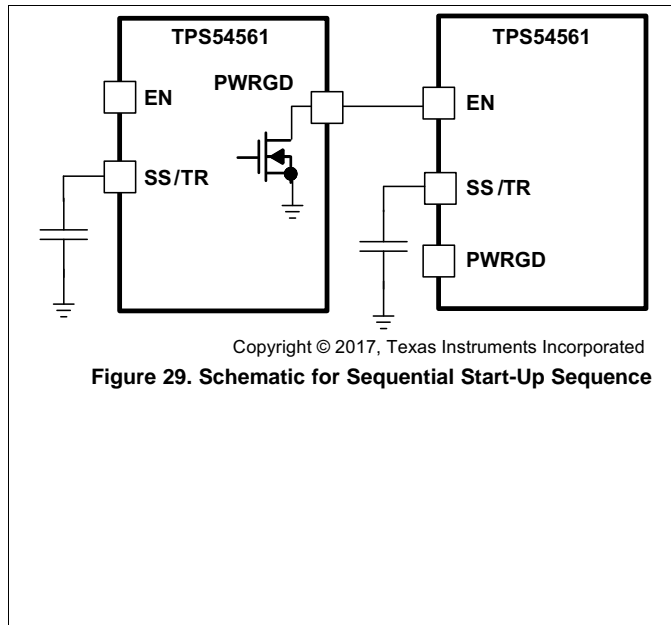 TPS54561
EN
PWRGD
SS/TR
TPS54561
EN
SS/TR
PWRGD
Copyright © 2017, Texas Instruments Incorporated
Figure 29. Schematic for Sequential Start-Up Sequence